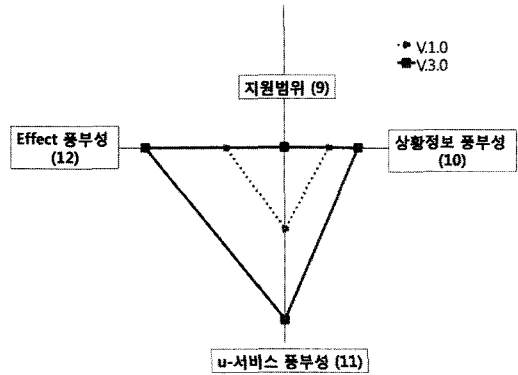 V.1.0
V.3.0
지원범위 (9)
Effect 풍부성
(12)
상황정보 풍부성
(10)
u-서비스 풍부성 (11)